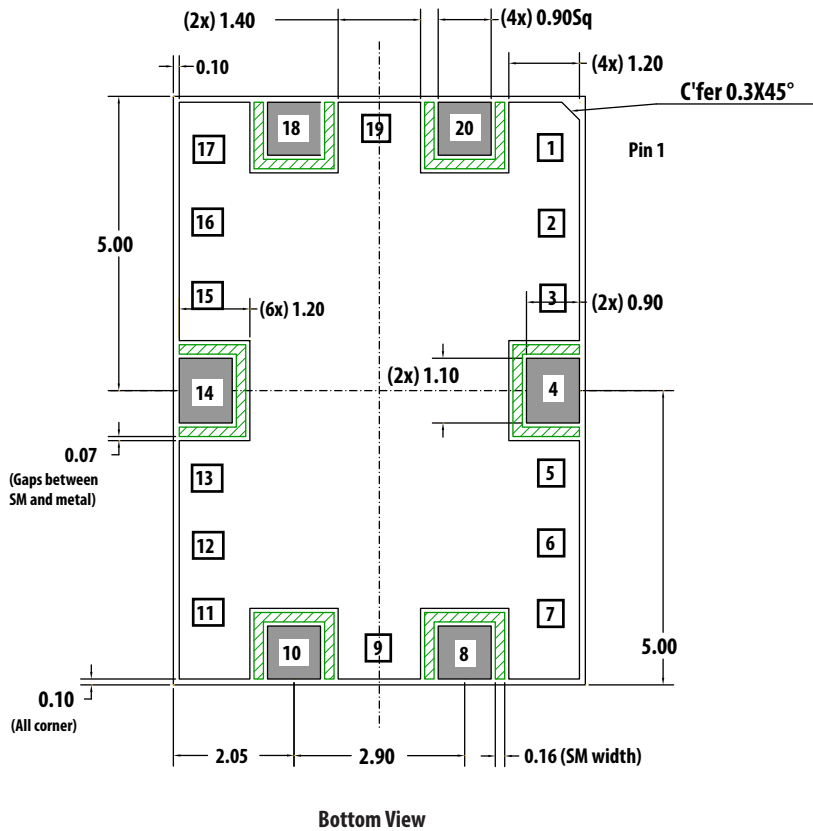 (2x) 1.40
(4x) 0.90Sq
0.10
(4x) 1.20
C'fer 0.3X45°
18
19
20
17
1
Pin 1
16
2
5.00
15
(6x) 1.20
3
(2x) 0.90
(2x) 1.10
14
4
0.07
(Gaps between
SM and metal)
13
5
12
6
11
7
10
9
8
5.00
0.10
(All corner)
2.05
2.90
0.16 (SM width)
Bottom View